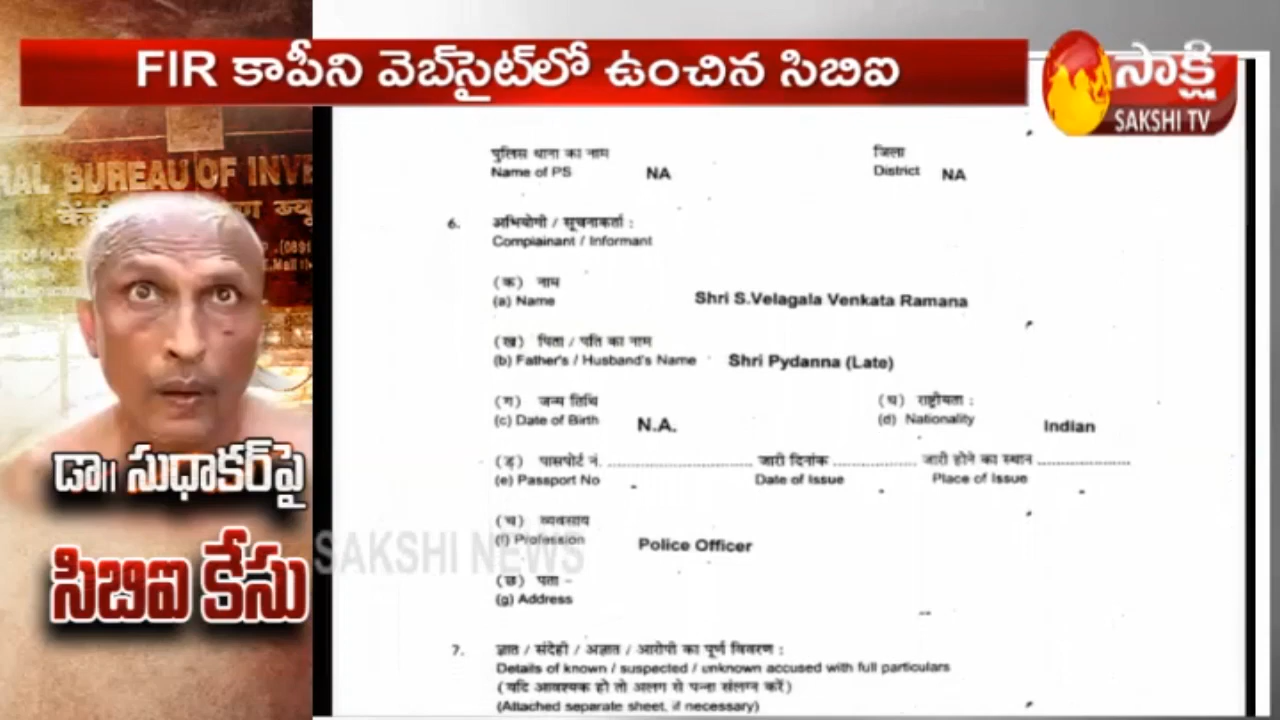 FIR కాపీని వెబ్‌సైట్‌లో ఉంచిన సిబిఐ
సాక్షి
SAKSHI TV
RAL BUREAU OF INVE
డా|| సుధాకర్‌పై
సిబిఐ కేసు
पुलिस थाना का नाम
जिला
Name of PS NA
District NA
6. अभियोगी / सूचनाकर्ता :
Complainant / Informant
(क) नाम
(a) Name Shri S.Velagala Venkata Ramana
(ख) पिता / पति का नाम
(b) Father's / Husband's Name Shri Pydanna (Late)
(ग) जन्म तिथि (घ) राष्ट्रीयता :
(c) Date of Birth N.A. (d) Nationality Indian
(ड़) पासपोर्ट नं. .................... जारी दिनांक ............ जारी होने का स्थान .............
(e) Passport No - Date of Issue - Place of Issue -
(च) व्यवसाय
(f) Profession Police Officer
(छ) पता –
(g) Address --
SAKSHI NEWS
7. ज्ञात / संदेही / अज्ञात / आरोपी का पूर्ण विवरण :
Details of known / suspected / unknown accused with full particulars
(यदि आवश्यक हो तो अलग से पन्ना संलग्न करें)
(Attached separate sheet, if necessary)